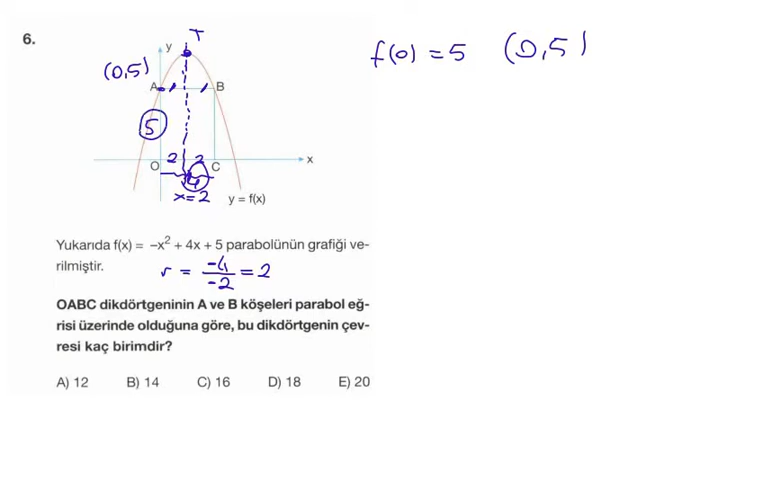 6.
T
y
f(0) = 5 (0,5)
(0,5)
A B
5
O 2 2 C x
4
x=2 y = f(x)
Yukarıda f(x) = –x² + 4x + 5 parabolünün grafiği ve-
rilmiştir.
r = -4/-2 = 2
OABC dikdörtgeninin A ve B köşeleri parabol eğ-
risi üzerinde olduğuna göre, bu dikdörtgenin çev-
resi kaç birimdir?
A) 12 B) 14 C) 16 D) 18 E) 20